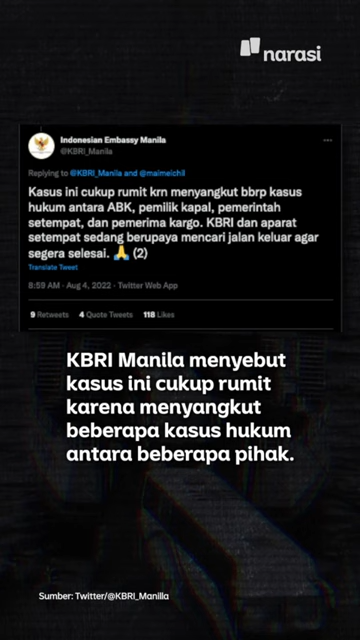 narasi
Indonesian Embassy Manila
@KBRI_Manila
Replying to @KBRI_Manila and @maimeichil
Kasus ini cukup rumit krn menyangkut bbrp kasus
hukum antara ABK, pemilik kapal, pemerintah
setempat, dan pemerima kargo. KBRI dan aparat
setempat sedang berupaya mencari jalan keluar agar
segera selesai. 🙏 (2)
Translate Tweet
8:59 AM · Aug 4, 2022 · Twitter Web App
9 Retweets 4 Quote Tweets 118 Likes
KBRI Manila menyebut
kasus ini cukup rumit
karena menyangkut
beberapa kasus hukum
antara beberapa pihak.
Sumber: Twitter/@KBRI_Manilla